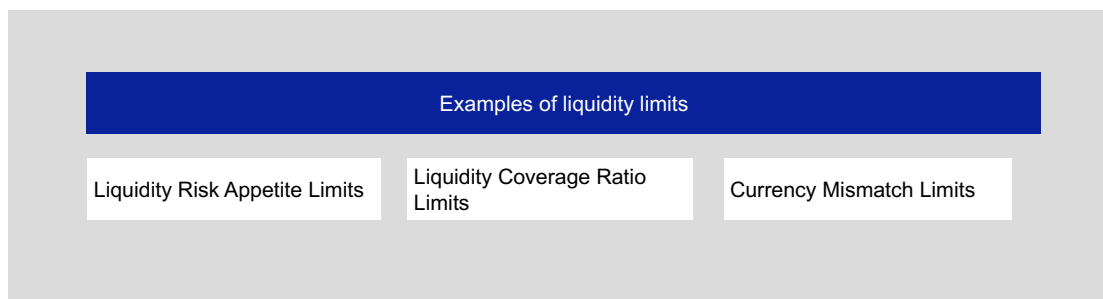 Examples of liquidity limits
Liquidity Risk Appetite Limits
Liquidity Coverage Ratio
Limits
Currency Mismatch Limits